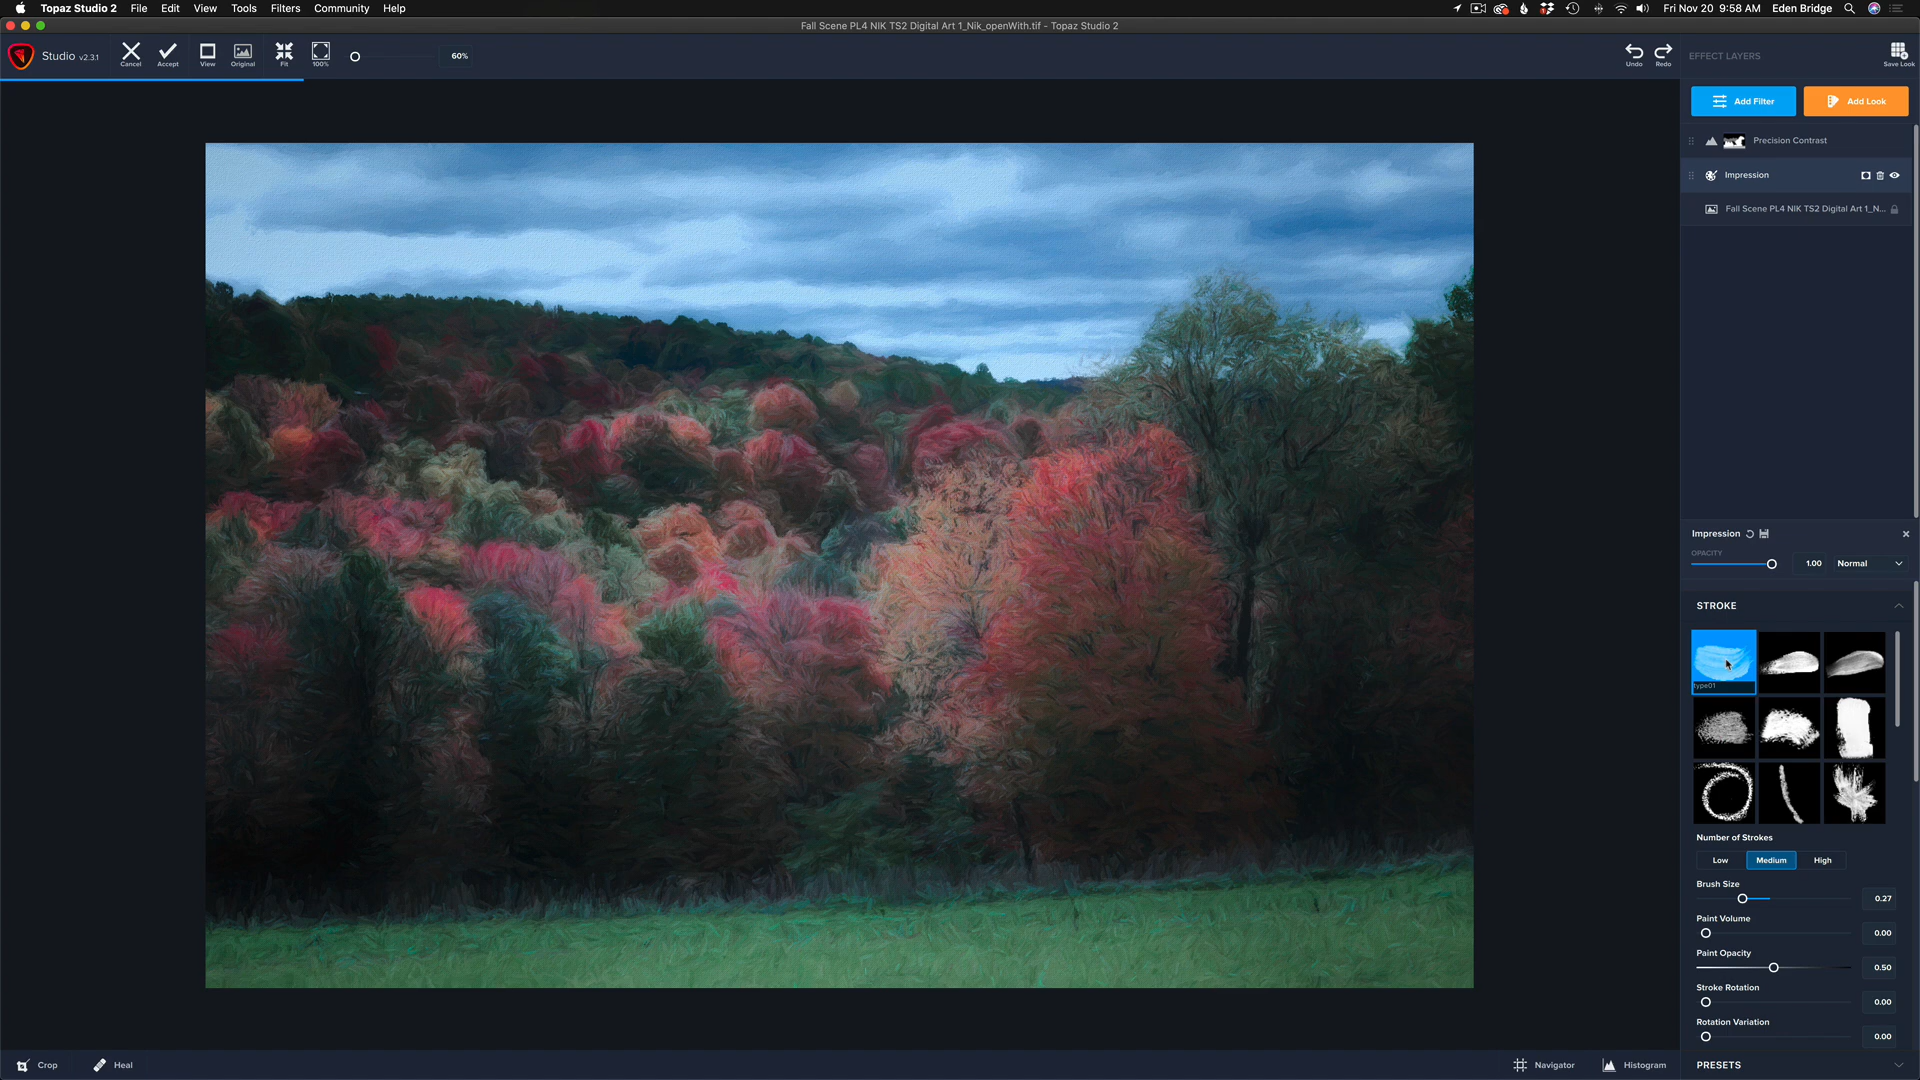 Topaz Studio 2 File Edit View Tools Filters Community Help
Fri Nov 20 9:58 AM Eden Bridge
Fall Scene PL4 NIK TS2 Digital Art 1_Nik_openWith.tif - Topaz Studio 2
Studio v2.3.1
Cancel
Accept
View
Original
Fit
100%
60%
Undo
Redo
EFFECT LAYERS
Save Look
Add Filter
Add Look
Precision Contrast
Impression
Fall Scene PL4 NIK TS2 Digital Art 1_N...
Impression
OPACITY
1.00
Normal
STROKE
type01
Number of Strokes
Low
Medium
High
Brush Size
0.27
Paint Volume
0.00
Paint Opacity
0.50
Stroke Rotation
0.00
Rotation Variation
0.00
Crop
Heal
Navigator
Histogram
PRESETS